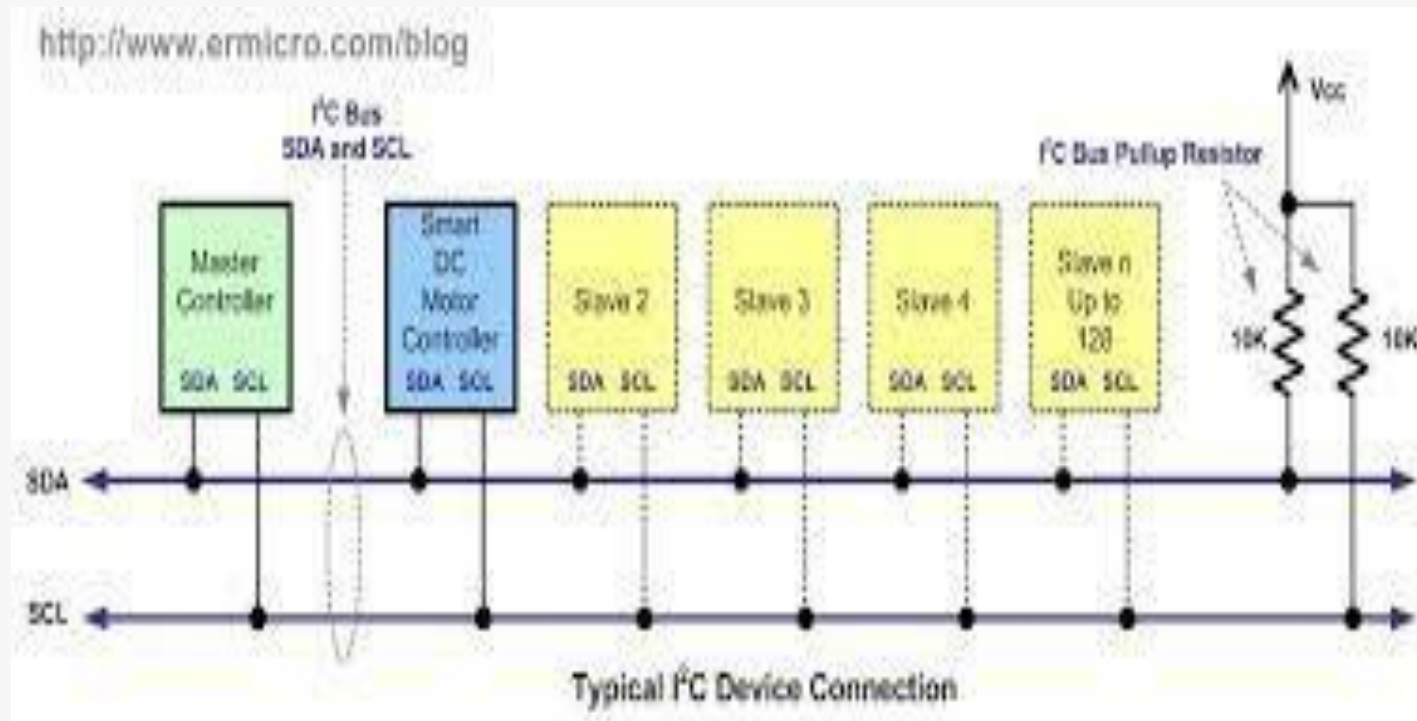 http://www.ermicro.com/blog
I²C Bus
SDA and SCL
Vcc
I²C Bus Pullup Resistor
Master
Controller
SDA SCL
Smart
DC
Motor
Controller
SDA SCL
Slave 2
SDA SCL
Slave 3
SDA SCL
Slave 4
SDA SCL
Slave n
Up to
128
SDA SCL
10K
10K
SDA
SCL
Typical I²C Device Connection